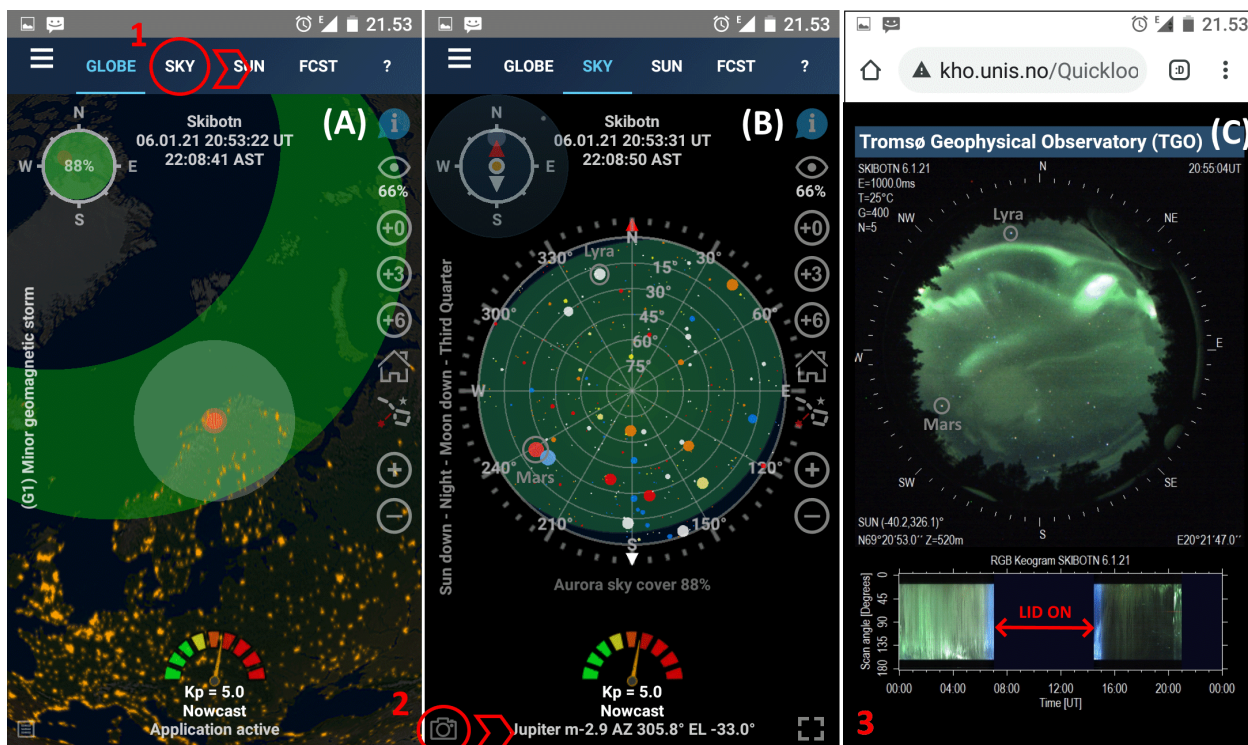 21.53
1
GLOBE SKY SUN FCST ?
(A)
Skibotn
06.01.21 20:53:22 UT
22:08:41 AST
N
W 88% E
S
i
66%
+0
+3
+6
(G1) Minor geomagnetic storm
Kp = 5.0
Nowcast
Application active
2
21.53
GLOBE SKY SUN FCST ?
(B)
Skibotn
06.01.21 20:53:31 UT
22:08:50 AST
N
W E
S
i
66%
+0
+3
+6
N
330° Lyra 30°
15°
30°
300° 45° 60°
60°
75°
W E
240° 120°
Mars
210° 150°
S
Sun down - Night - Moon down - Third Quarter
Aurora sky cover 88%
Kp = 5.0
Nowcast
Jupiter m-2.9 AZ 305.8° EL -33.0°
E 21.53
kho.unis.no/Quickloo :D
(C)
Tromsø Geophysical Observatory (TGO)
SKIBOTN 6.1.21 N 20:55:04UT
E=1000.0ms
T=25°C
G=400
N=5
NW Lyra NE
W E
Mars
SW SE
S
SUN (-40.2,326.1)°
N69°20'53.0'' Z=520m E20°21'47.0''
RGB Keogram SKIBOTN 6.1.21
Scan angle [Degrees]
0
45
90
135
180
LID ON
00:00 04:00 08:00 12:00 16:00 20:00 00:00
Time [UT]
3